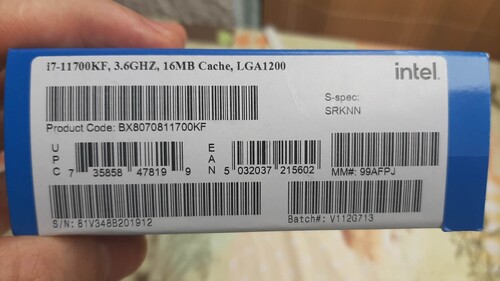 i7-11700KF, 3.6GHZ, 16MB Cache, LGA1200
intel
S-spec:
SRKNN
Product Code: BX8070811700KF
UPC 7 35858 47819 9
EAN 5 032037 215602
MM#: 99AFPJ
S/N: 81V348B201912
Batch#: V112G713